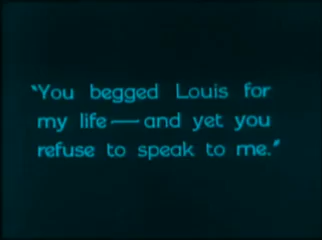 "You begged Louis for
my life—and yet you
refuse to speak to me."